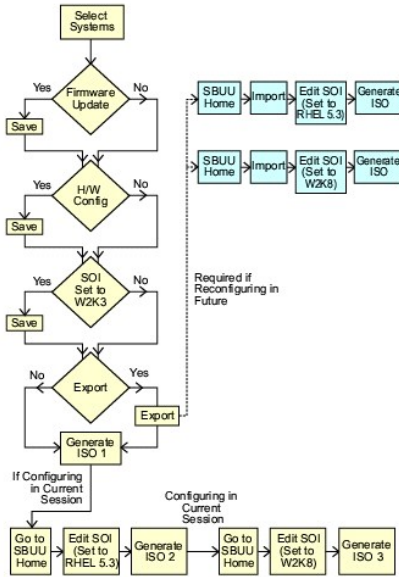 Select
Systems
Yes
Firmware
Update
No
Save
Yes
H/W
Config
No
Save
Yes
SOI
Set to
W2K3
No
Save
No
Export
Yes
Export
Generate
ISO 1
SBUU
Home
Import
Edit SOI
(Set to
RHEL 5.3)
Generate
ISO
SBUU
Home
Import
Edit SOI
(Set to
W2K8)
Generate
ISO
Required if
Reconfiguring in
Future
If Configuring
in Current
Session
Configuring in
Current
Session
Go to
SBUU
Home
Edit SOI
(Set to
RHEL 5.3)
Generate
ISO 2
Go to
SBUU
Home
Edit SOI
(Set to
W2K8)
Generate
ISO 3